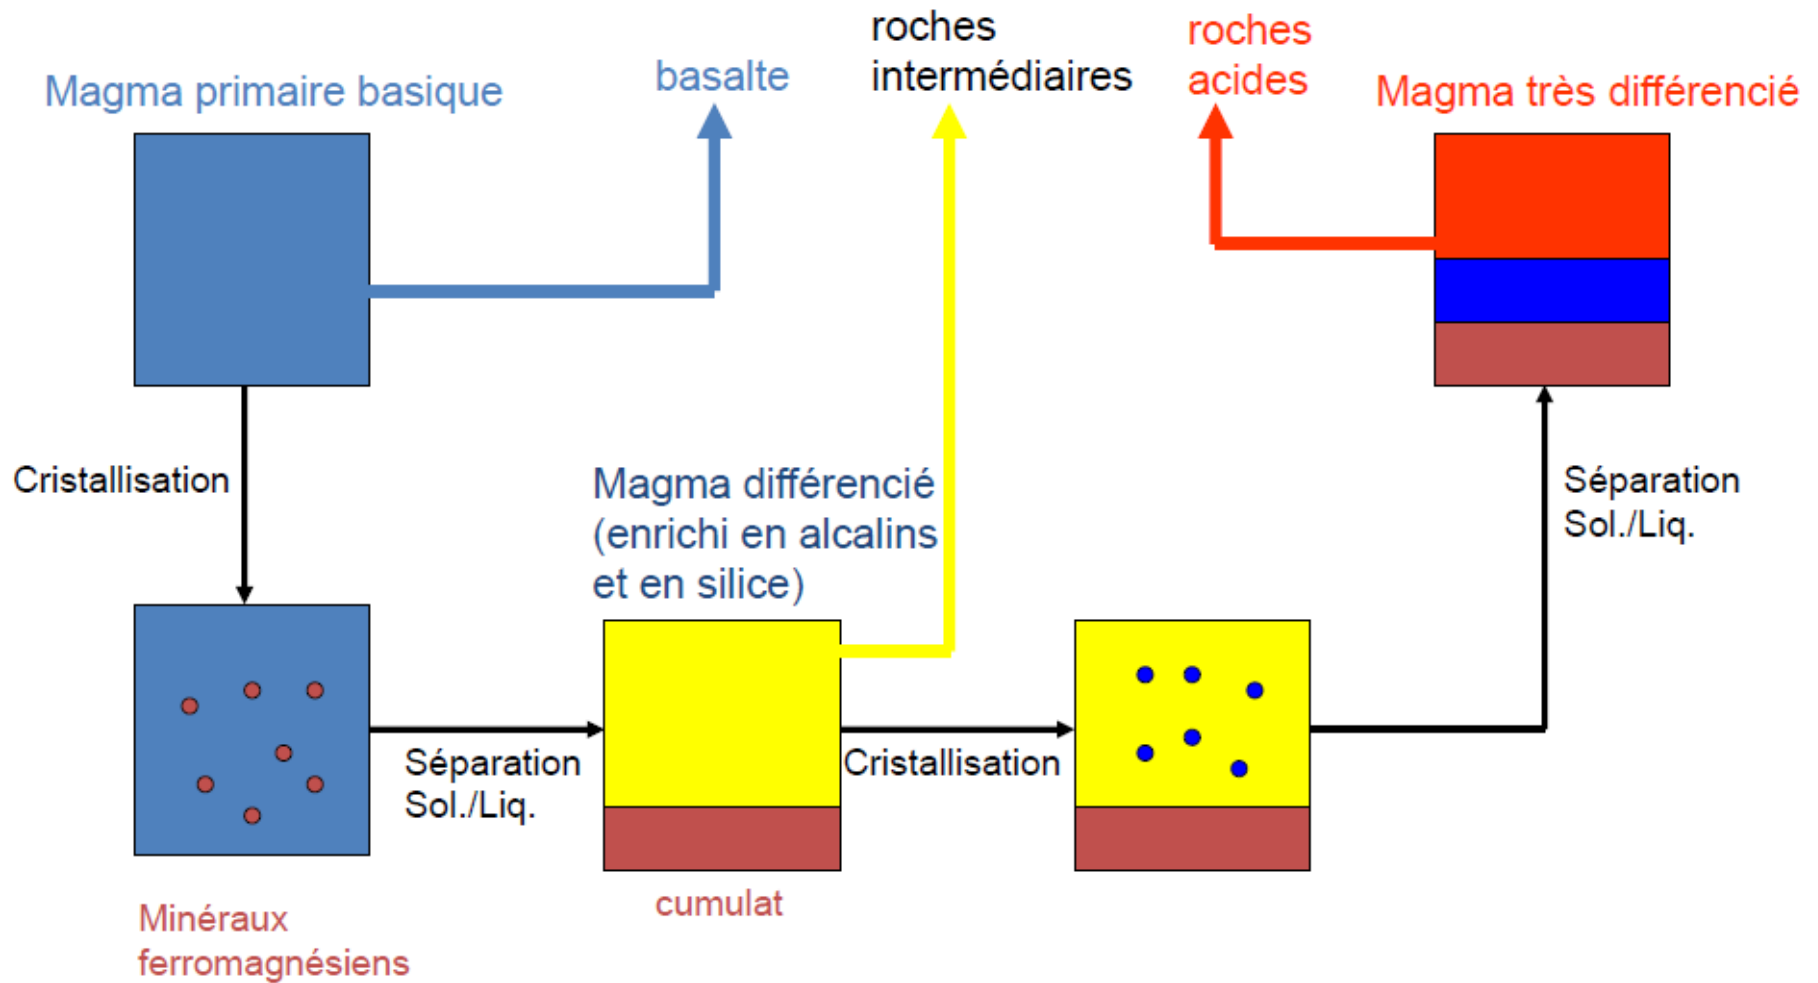 Magma primaire basique
basalte
roches
intermédiaires
roches
acides
Magma très différencié
Cristallisation
Magma différencié
(enrichi en alcalins
et en silice)
Séparation
Sol./Liq.
Séparation
Sol./Liq.
Cristallisation
Minéraux
ferromagnésiens
cumulat